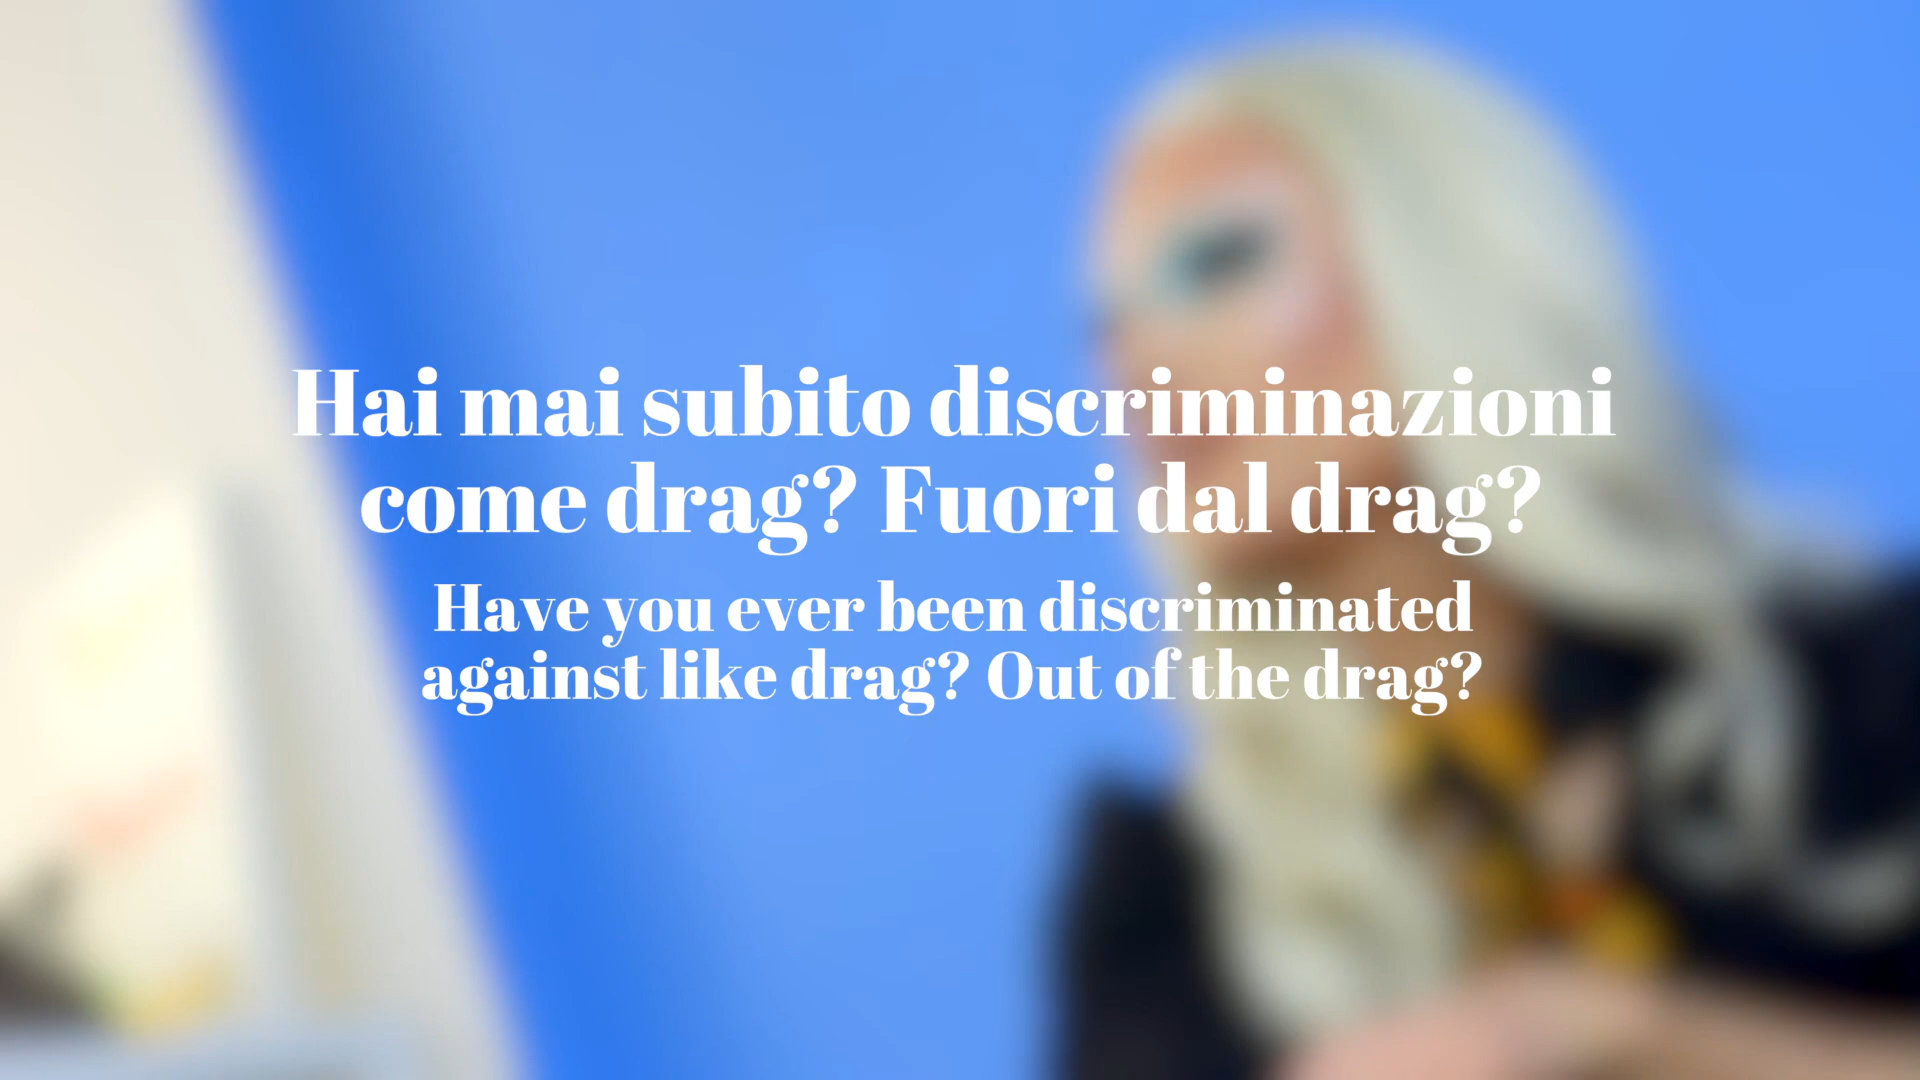 Hai mai subito discriminazioni
come drag? Fuori dal drag?
Have you ever been discriminated
against like drag? Out of the drag?